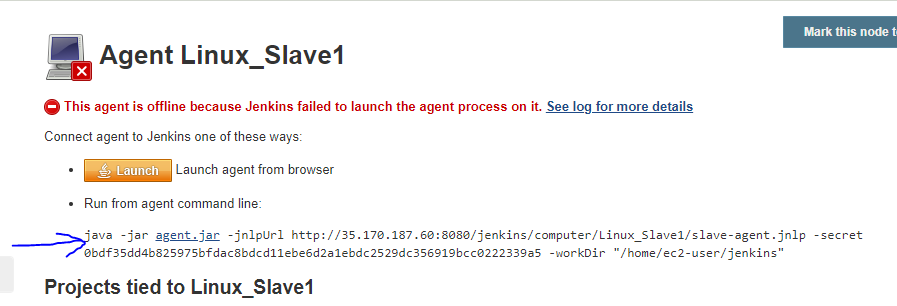 Mark this node t
Agent Linux_Slave1
This agent is offline because Jenkins failed to launch the agent process on it. See log for more details
Connect agent to Jenkins one of these ways:
Launch Launch agent from browser
Run from agent command line:
java -jar agent.jar -jnlpUrl http://35.170.187.60:8080/jenkins/computer/Linux_Slave1/slave-agent.jnlp -secret
0bdf35dd4b825975bfdac8bdcd11ebe6d2a1ebdc2529dc356919bcc0222339a5 -workDir "/home/ec2-user/jenkins"
Projects tied to Linux_Slave1